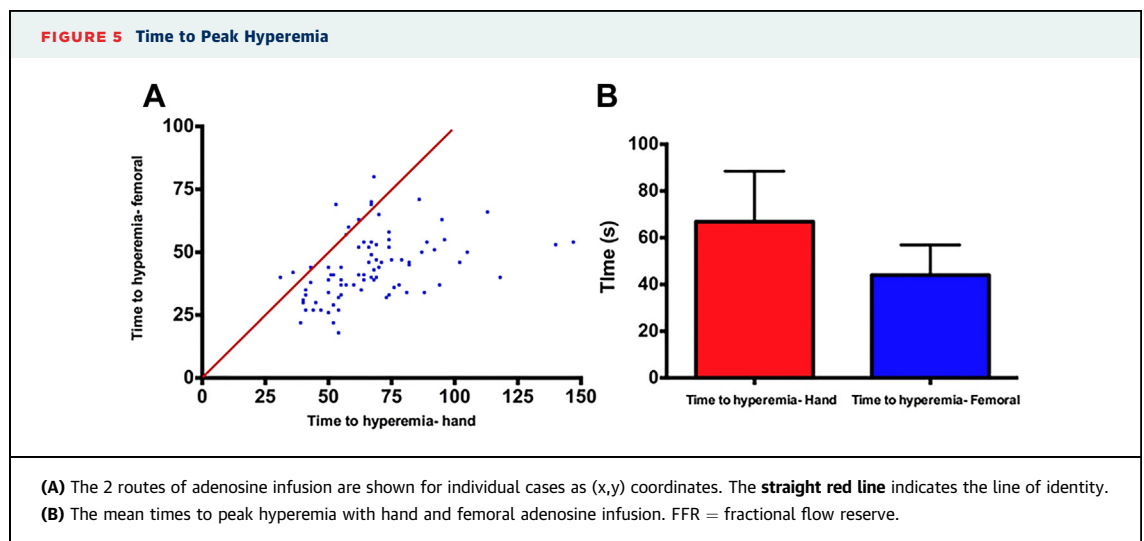 FIGURE 5 Time to Peak Hyperemia
A
100
75
50
25
0
Time to hyperemia- femoral
0 25 50 75 100 125 150
Time to hyperemia- hand
B
100
80
60
40
20
0
TIme (s)
Time to hyperemia- Hand Time to hyperemia- Femoral
(A) The 2 routes of adenosine infusion are shown for individual cases as (x,y) coordinates. The straight red line indicates the line of identity.
(B) The mean times to peak hyperemia with hand and femoral adenosine infusion. FFR = fractional flow reserve.